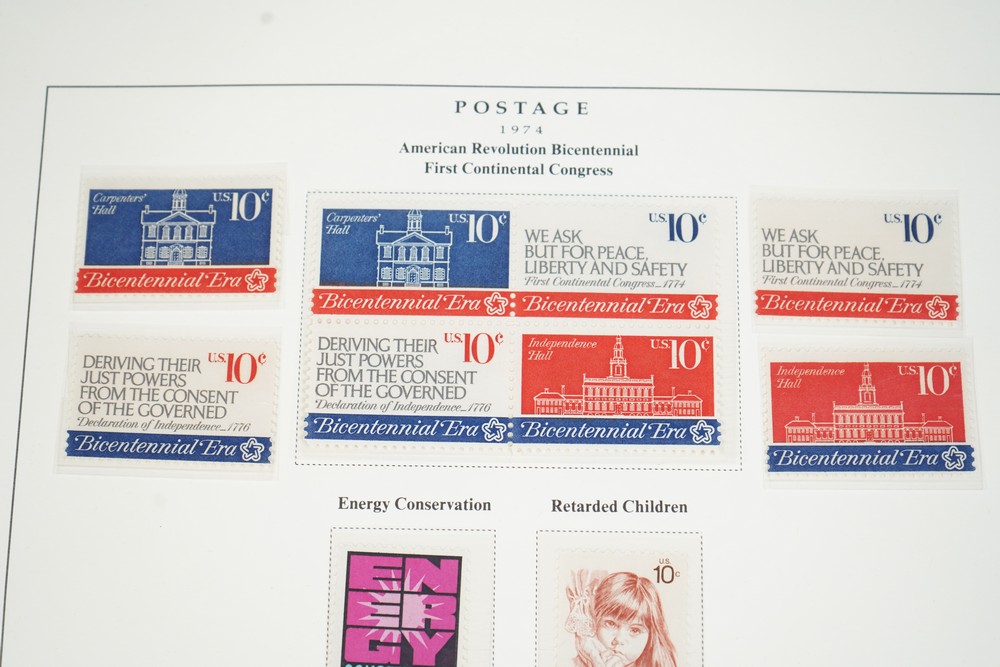 POSTAGE
1974
American Revolution Bicentennial
First Continental Congress
Carpenters'
Hall
U.S. 10c
Bicentennial Era
DERIVING THEIR
JUST POWERS
FROM THE CONSENT
OF THE GOVERNED
Declaration of Independence...1776
U.S. 10c
Bicentennial Era
Carpenters'
Hall
U.S. 10c
Bicentennial Era
U.S. 10c
WE ASK
BUT FOR PEACE,
LIBERTY AND SAFETY
First Continental Congress...1774
Bicentennial Era
DERIVING THEIR
JUST POWERS
FROM THE CONSENT
OF THE GOVERNED
Declaration of Independence...1776
U.S. 10c
Bicentennial Era
Independence
Hall
U.S. 10c
Bicentennial Era
U.S. 10c
WE ASK
BUT FOR PEACE,
LIBERTY AND SAFETY
First Continental Congress...1774
Bicentennial Era
Independence
Hall
U.S. 10c
Bicentennial Era
Energy Conservation
EN
ER
GY
Retarded Children
U.S.
10c